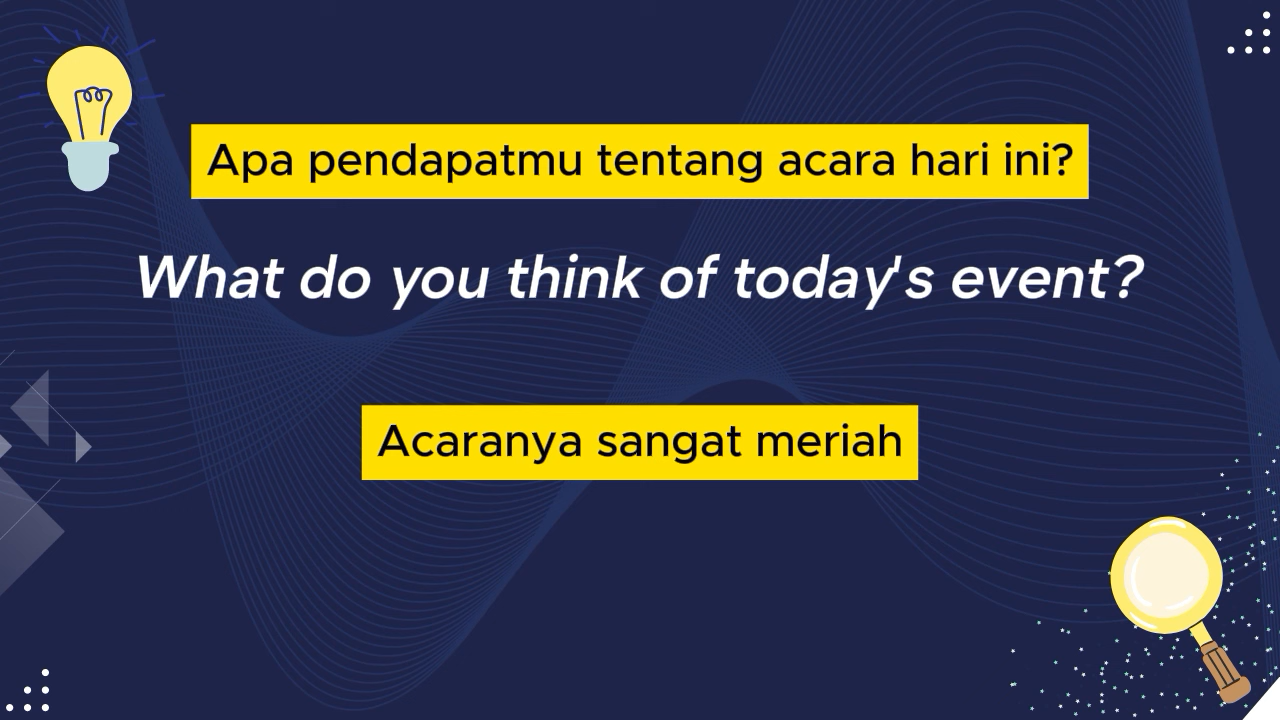 Apa pendapatmu tentang acara hari ini?
What do you think of today's event?
Acaranya sangat meriah